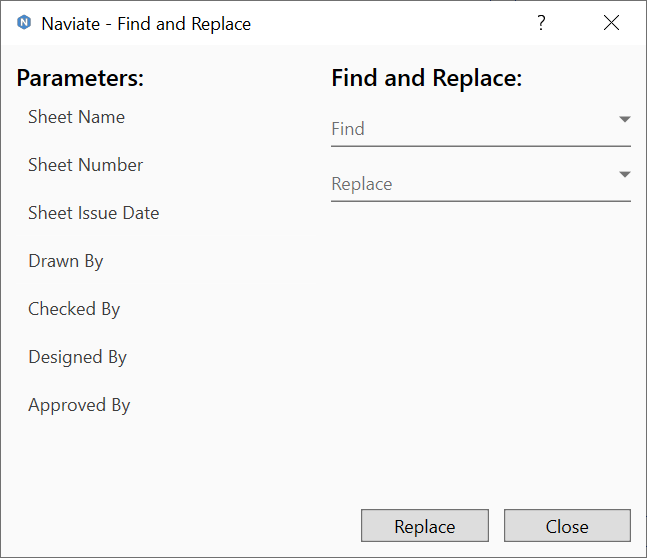 Naviate - Find and Replace
?
Parameters:
Sheet Name
Sheet Number
Sheet Issue Date
Drawn By
Checked By
Designed By
Approved By
Find and Replace:
Find
Replace
Replace
Close